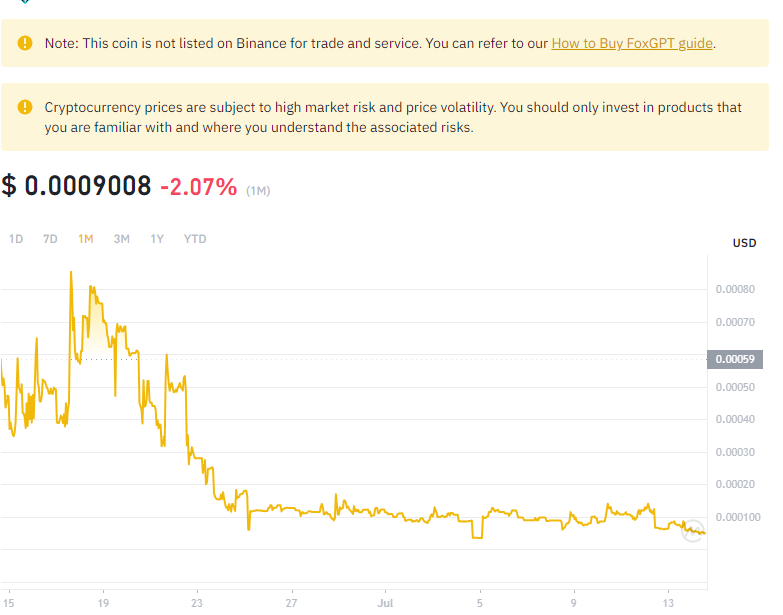 Note: This coin is not listed on Binance for trade and service. You can refer to our How to Buy FoxGPT guide.
Cryptocurrency prices are subject to high market risk and price volatility. You should only invest in products that
you are familiar with and where you understand the associated risks.
$ 0.0009008 -2.07% (1M)
1D 7D 1M 3M 1Y YTD
USD
0.00080
0.00070
0.00059
0.00050
0.00040
0.00030
0.00020
0.000100
15 19 23 27 Jul 5 9 13